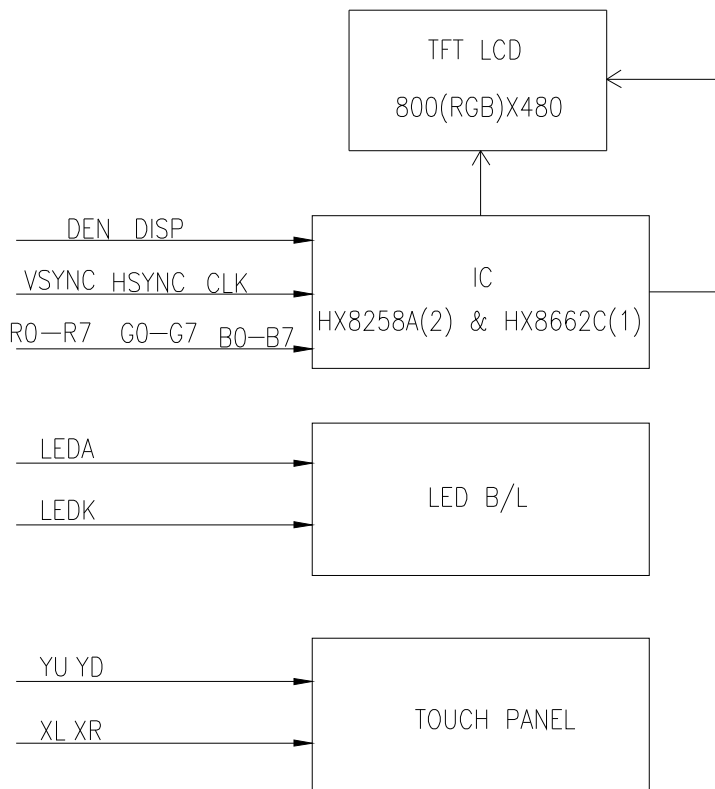 TFT LCD
800(RGB)X480
DEN DISP
VSYNC HSYNC CLK
R0-R7 G0-G7 B0-B7
IC
HX8258A(2) & HX8662C(1)
LEDA
LEDK
LED B/L
YU YD
XL XR
TOUCH PANEL